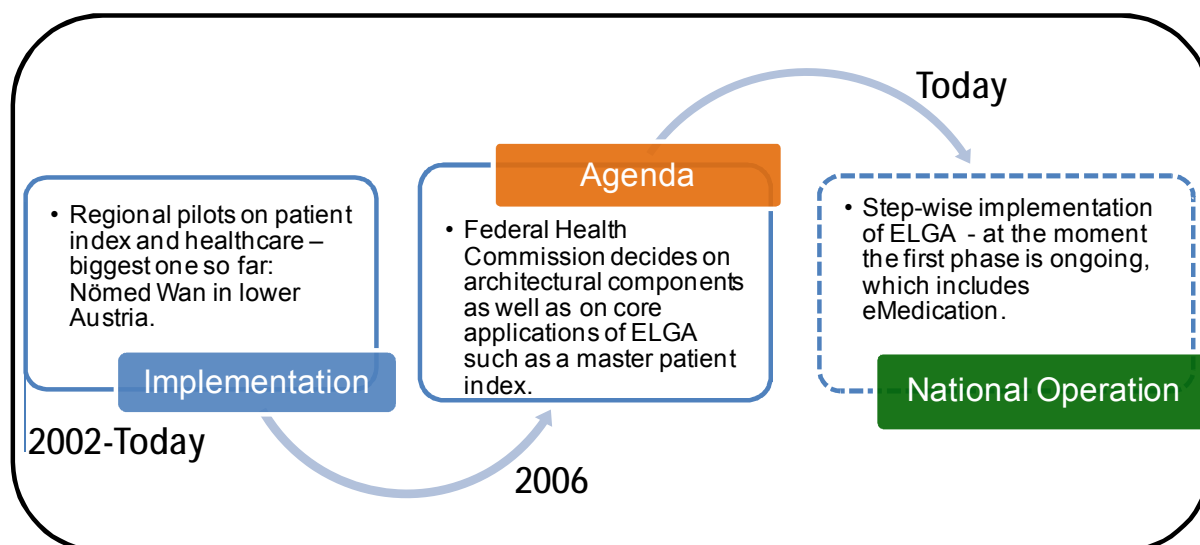 • Regional pilots on patient
index and healthcare –
biggest one so far:
Nömed Wan in lower
Austria.
Implementation
2002-Today
Agenda
• Federal Health
Commission decides on
architectural components
as well as on core
applications of ELGA
such as a master patient
index.
2006
Today
• Step-wise implementation
of ELGA - at the moment
the first phase is ongoing,
which includes
eMedication.
National Operation